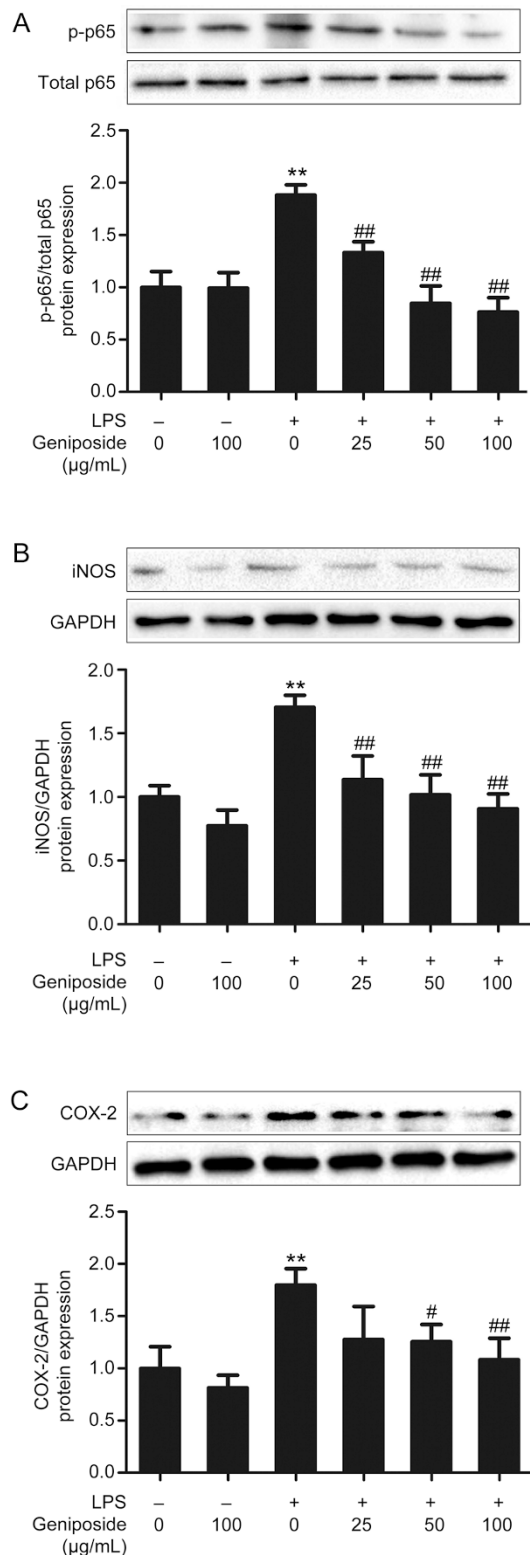 A
p-p65
Total p65
2.5
2.0
1.5
1.0
0.5
0.0
p-p65/total p65
protein expression
**
##
##
##
LPS – – + + + +
Geniposide 0 100 0 25 50 100
(µg/mL)
B
iNOS
GAPDH
2.0
1.5
1.0
0.5
0.0
iNOS/GAPDH
protein expression
**
##
##
##
LPS – – + + + +
Geniposide 0 100 0 25 50 100
(µg/mL)
C
COX-2
GAPDH
2.5
2.0
1.5
1.0
0.5
0.0
COX-2/GAPDH
protein expression
**
#
##
LPS – – + + + +
Geniposide 0 100 0 25 50 100
(µg/mL)